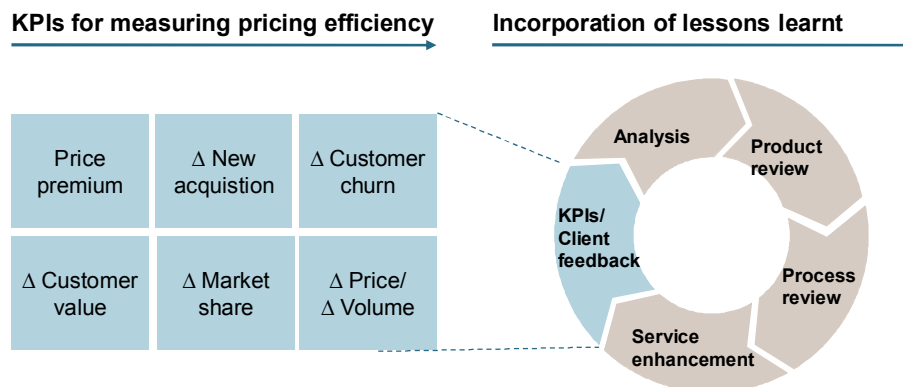 KPIs for measuring pricing efficiency
Incorporation of lessons learnt
Price
premium
Δ New
acquistion
Δ Customer
churn
Δ Customer
value
Δ Market
share
Δ Price/
Δ Volume
Analysis
Product
review
Process
review
Service
enhancement
KPIs/
Client
feedback